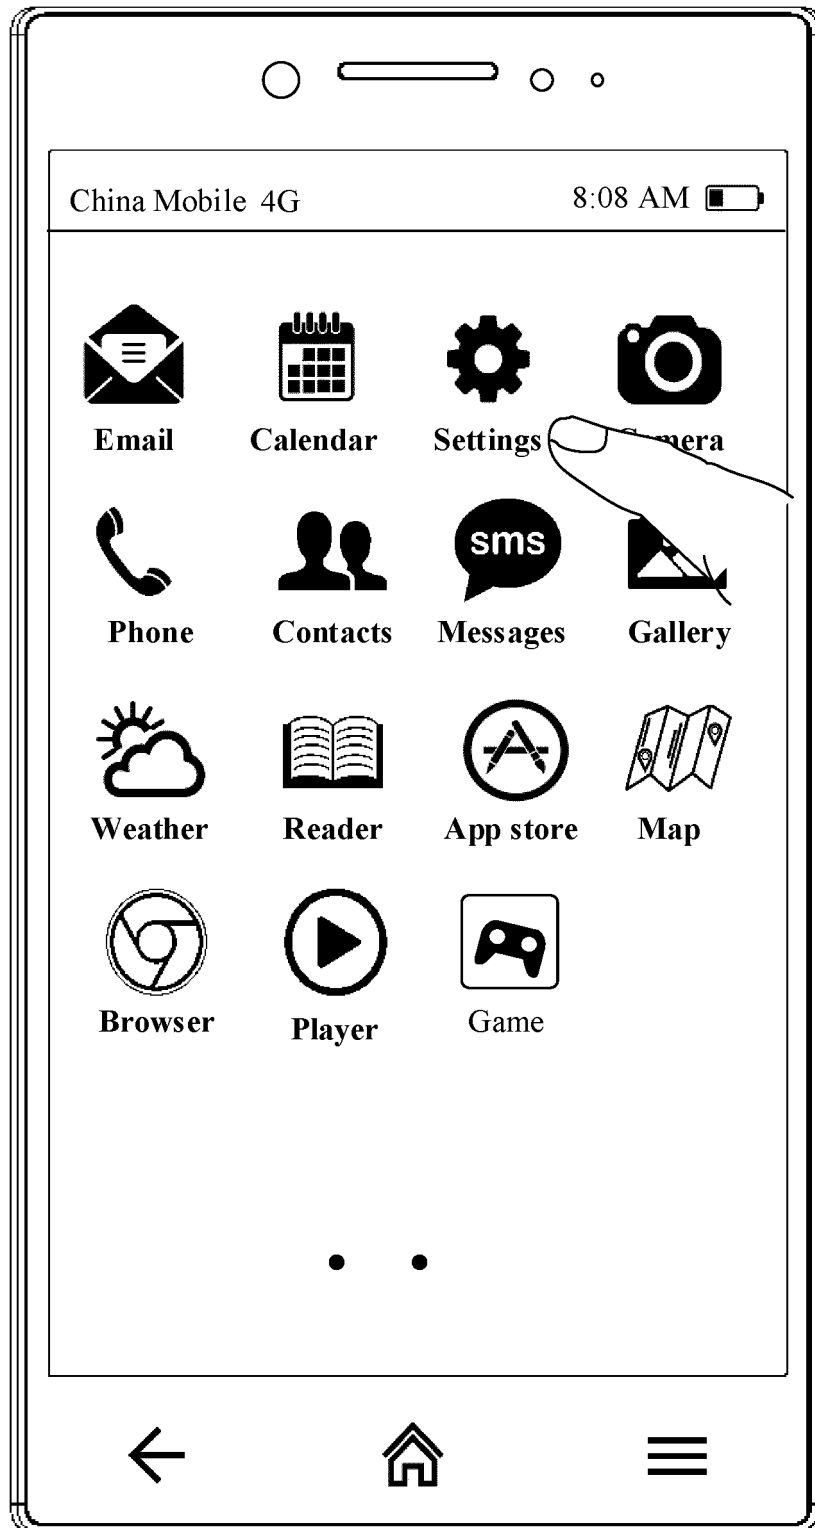 China Mobile 4G 8:08 AM
Email Calendar Settings Camera
sms
Phone Contacts Messages Gallery
Weather Reader App store Map
Browser Player Game